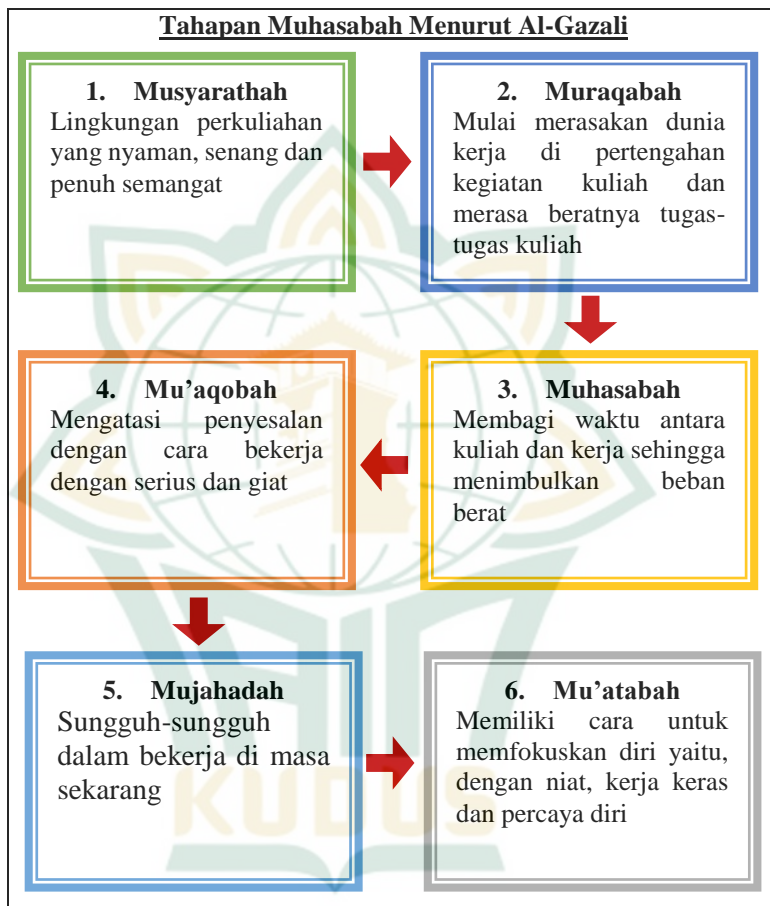 Tahapan Muhasabah Menurut Al-Gazali
1. Musyarathah
Lingkungan perkuliahan
yang nyaman, senang dan
penuh semangat
2. Muraqabah
Mulai merasakan dunia
kerja di pertengahan
kegiatan kuliah dan
merasa beratnya tugas-
tugas kuliah
3. Muhasabah
Membagi waktu antara
kuliah dan kerja sehingga
menimbulkan beban
berat
4. Mu’aqobah
Mengatasi penyesalan
dengan cara bekerja
dengan serius dan giat
5. Mujahadah
Sungguh-sungguh
dalam bekerja di masa
sekarang
6. Mu’atabah
Memiliki cara untuk
memfokuskan diri yaitu,
dengan niat, kerja keras
dan percaya diri
KUDUS